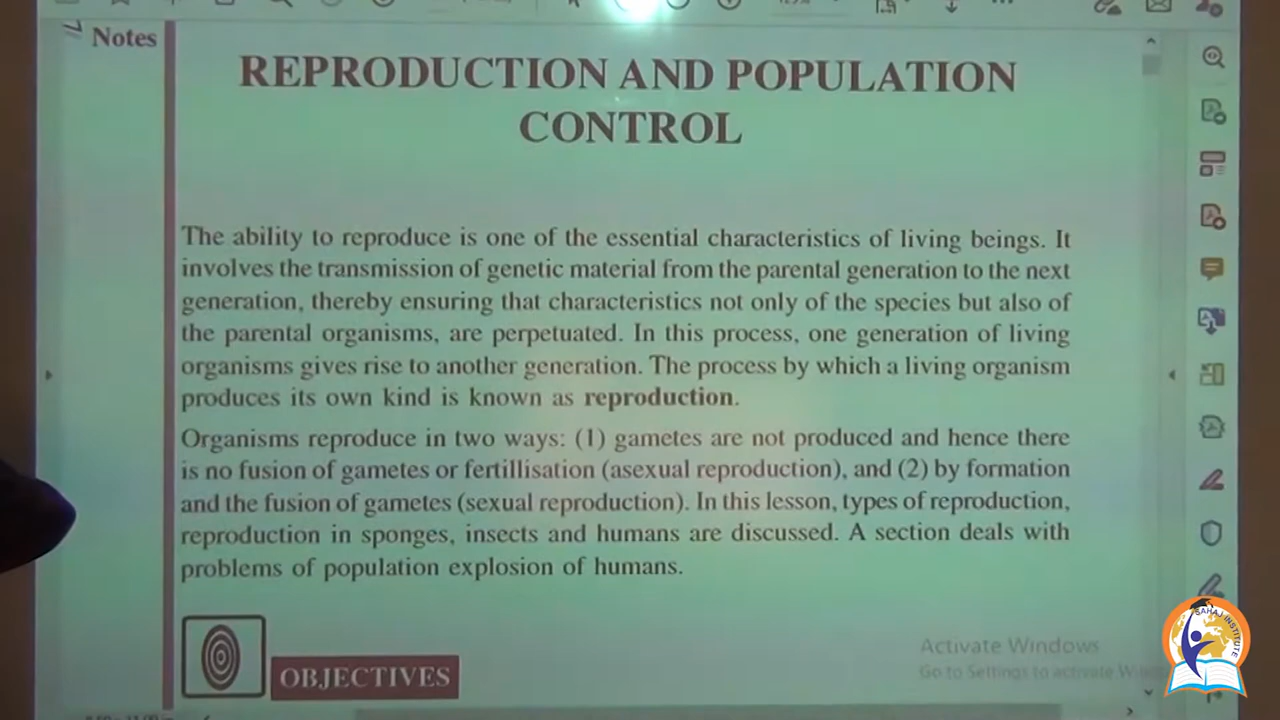 Notes
REPRODUCTION AND POPULATION
CONTROL
The ability to reproduce is one of the essential characteristics of living beings. It
involves the transmission of genetic material from the parental generation to the next
generation, thereby ensuring that characteristics not only of the species but also of
the parental organisms, are perpetuated. In this process, one generation of living
organisms gives rise to another generation. The process by which a living organism
produces its own kind is known as reproduction.
Organisms reproduce in two ways: (1) gametes are not produced and hence there
is no fusion of gametes or fertillisation (asexual reproduction), and (2) by formation
and the fusion of gametes (sexual reproduction). In this lesson, types of reproduction,
reproduction in sponges, insects and humans are discussed. A section deals with
problems of population explosion of humans.
OBJECTIVES
Activate Windows
Go to Settings to activate
SAHAJ INSTITUTE